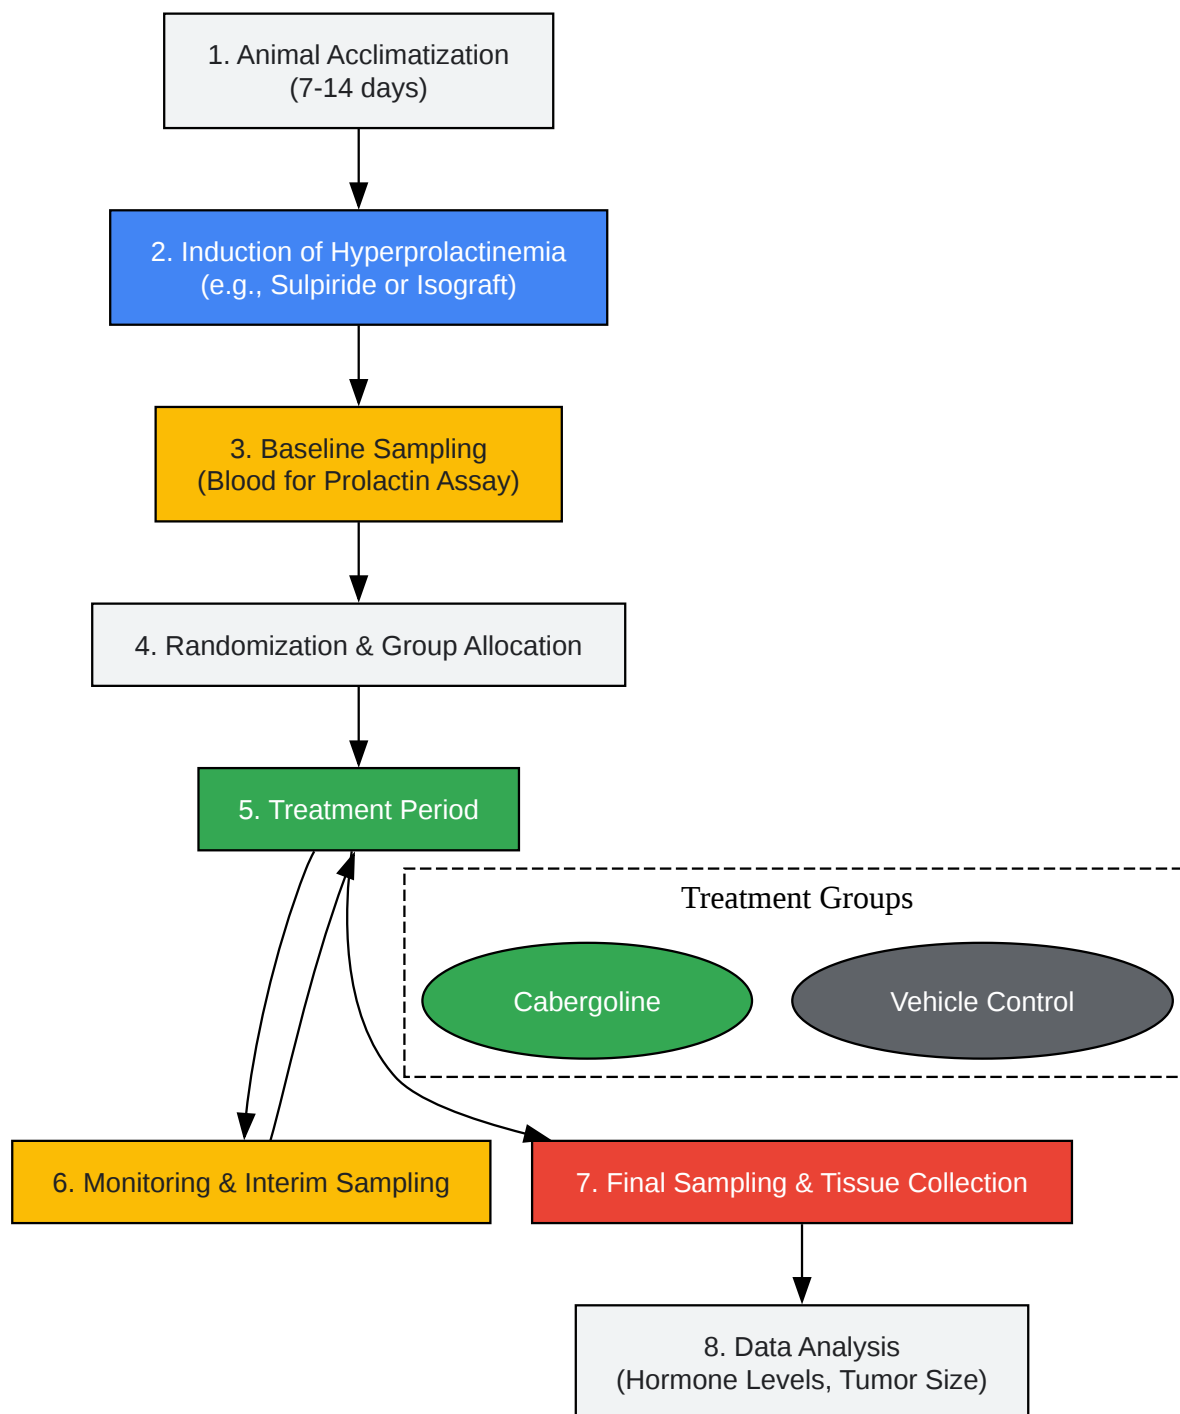 1. Animal Acclimatization
(7-14 days)
2. Induction of Hyperprolactinemia
(e.g., Sulpiride or Isograft)
3. Baseline Sampling
(Blood for Prolactin Assay)
4. Randomization & Group Allocation
5. Treatment Period
Treatment Groups
Cabergoline
Vehicle Control
6. Monitoring & Interim Sampling
7. Final Sampling & Tissue Collection
8. Data Analysis
(Hormone Levels, Tumor Size)